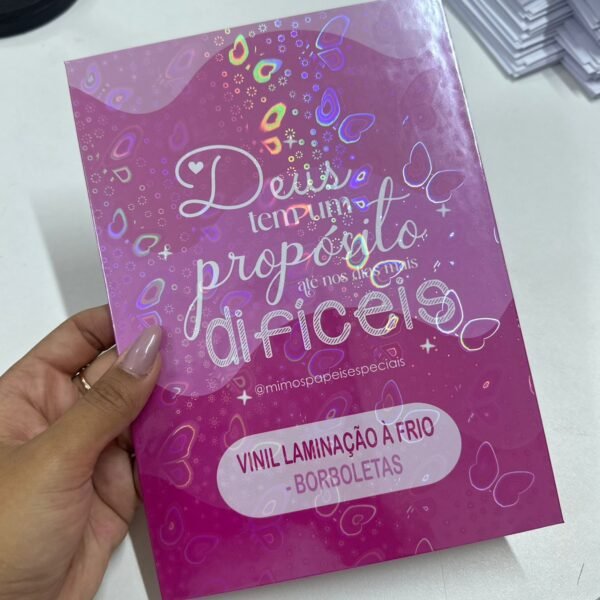 Deus
tem um
propósito
até nos dias mais
difíceis
@mimospapeisespeciais
VINIL LAMINAÇÃO À FRIO
- BORBOLETAS